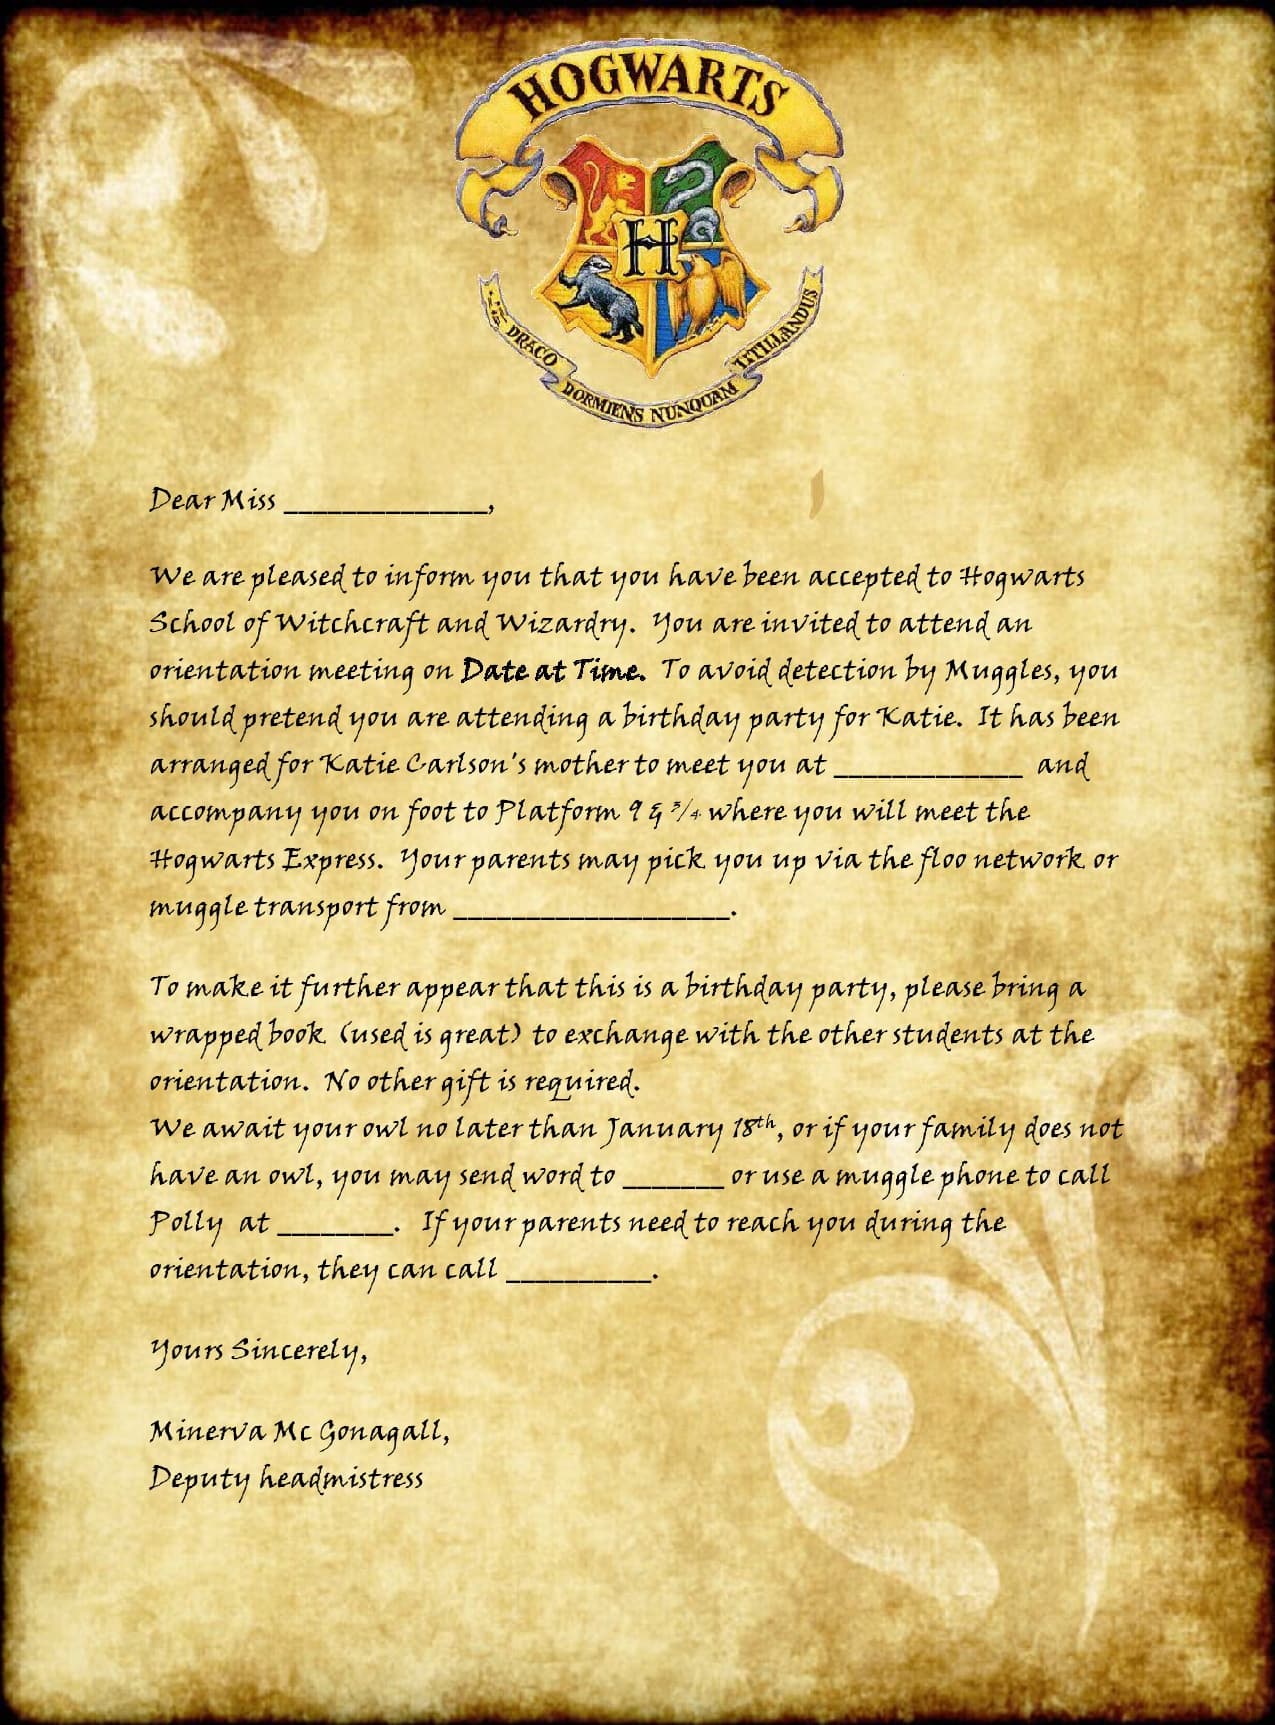 HOGWARTS
H
DRACO
DORMIENS NUNQUAM
TITILLANDUS
Dear Miss ______________,
We are pleased to inform you that you have been accepted to Hogwarts
School of Witchcraft and Wizardry. You are invited to attend an
orientation meeting on Date at Time. To avoid detection by Muggles, you
should pretend you are attending a birthday party for Katie. It has been
arranged for Katie Carlson's mother to meet you at _____________ and
accompany you on foot to Platform 9 & 3/4 where you will meet the
Hogwarts Express. Your parents may pick you up via the floo network or
muggle transport from ___________________.
To make it further appear that this is a birthday party, please bring a
wrapped book (used is great) to exchange with the other students at the
orientation. No other gift is required.
We await your owl no later than January 18th, or if your family does not
have an owl, you may send word to _______ or use a muggle phone to call
Polly at ________. If your parents need to reach you during the
orientation, they can call __________.
Yours Sincerely,
Minerva Mc Gonagall,
Deputy headmistress